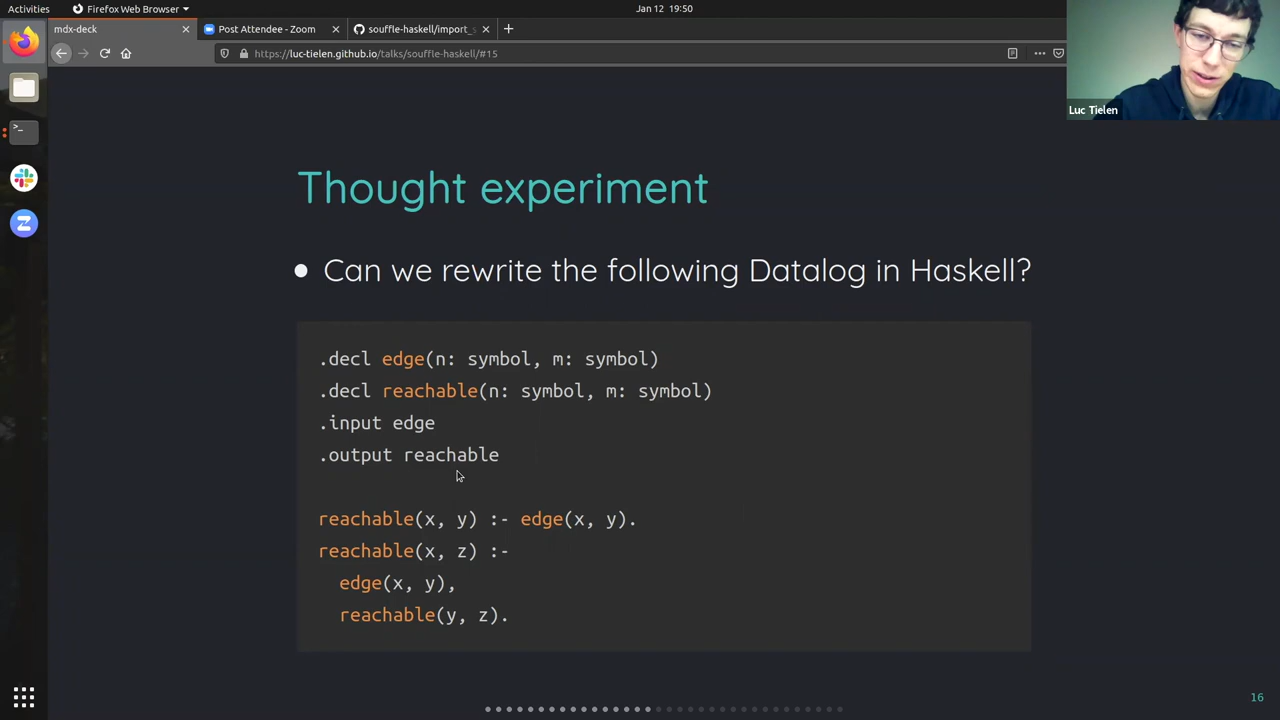 Activities
Firefox Web Browser
Jan 12 19:50
mdx-deck
Post Attendee - Zoom
souffle-haskell/import_s
https://luc-tielen.github.io/talks/souffle-haskell/#15
Luc Tielen
Thought experiment
Can we rewrite the following Datalog in Haskell?
.decl edge(n: symbol, m: symbol)
.decl reachable(n: symbol, m: symbol)
.input edge
.output reachable
reachable(x, y) :- edge(x, y).
reachable(x, z) :-
edge(x, y),
reachable(y, z).
16